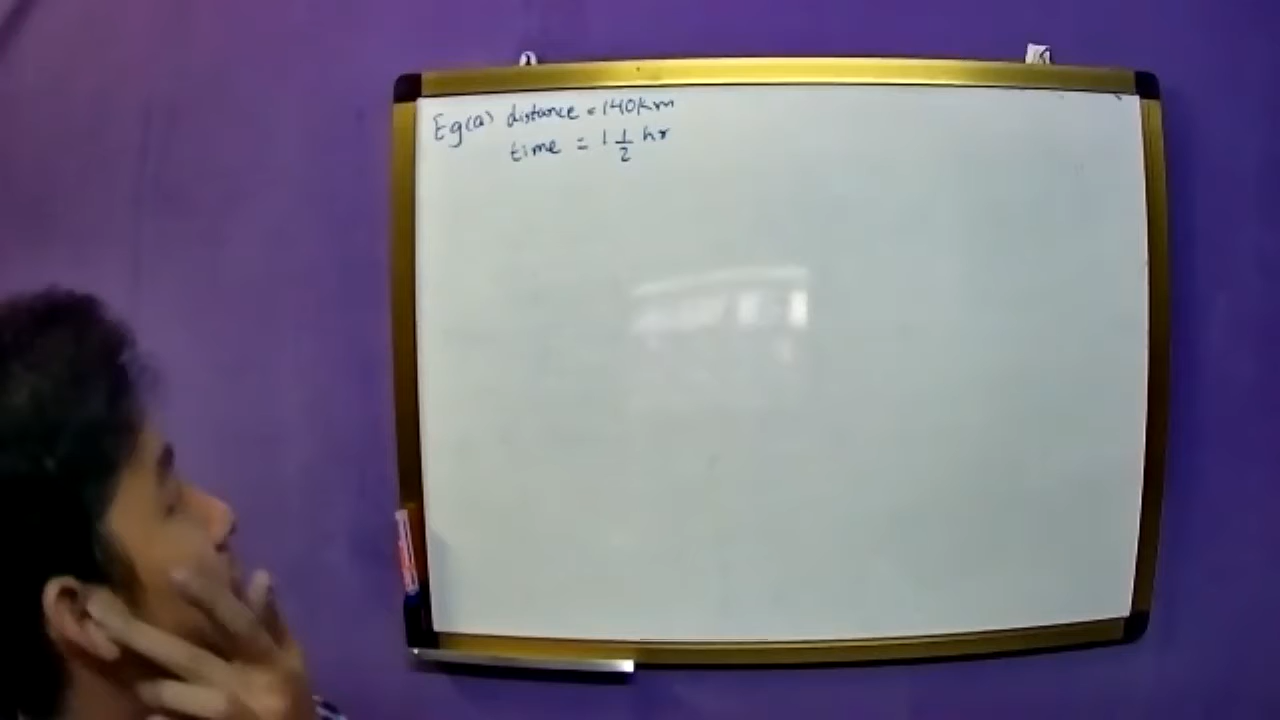 Eg(a) distance = 140km
time = 1 1/2 hr